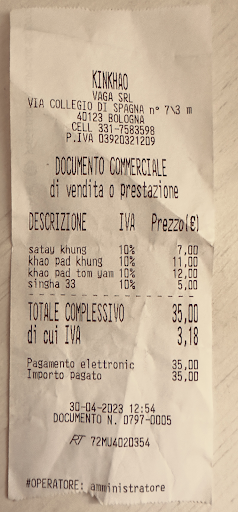 KINKHAO
VAGA SRL
VIA COLLEGIO DI SPAGNA n° 7\3 m
40123 BOLOGNA
CELL 331-7583598
P.IVA 03920321209
DOCUMENTO COMMERCIALE
di vendita o prestazione
DESCRIZIONE IVA Prezzo(€)
satay khung 10% 7,00
khao pad khung 10% 11,00
khao pad tom yam 10% 12,00
singha 33 10% 5,00
TOTALE COMPLESSIVO 35,00
di cui IVA 3,18
Pagamento elettronic 35,00
Importo pagato 35,00
30-04-2023 12:54
DOCUMENTO N. 0797-0005
RT 72MU4020354
#OPERATORE: amministratore